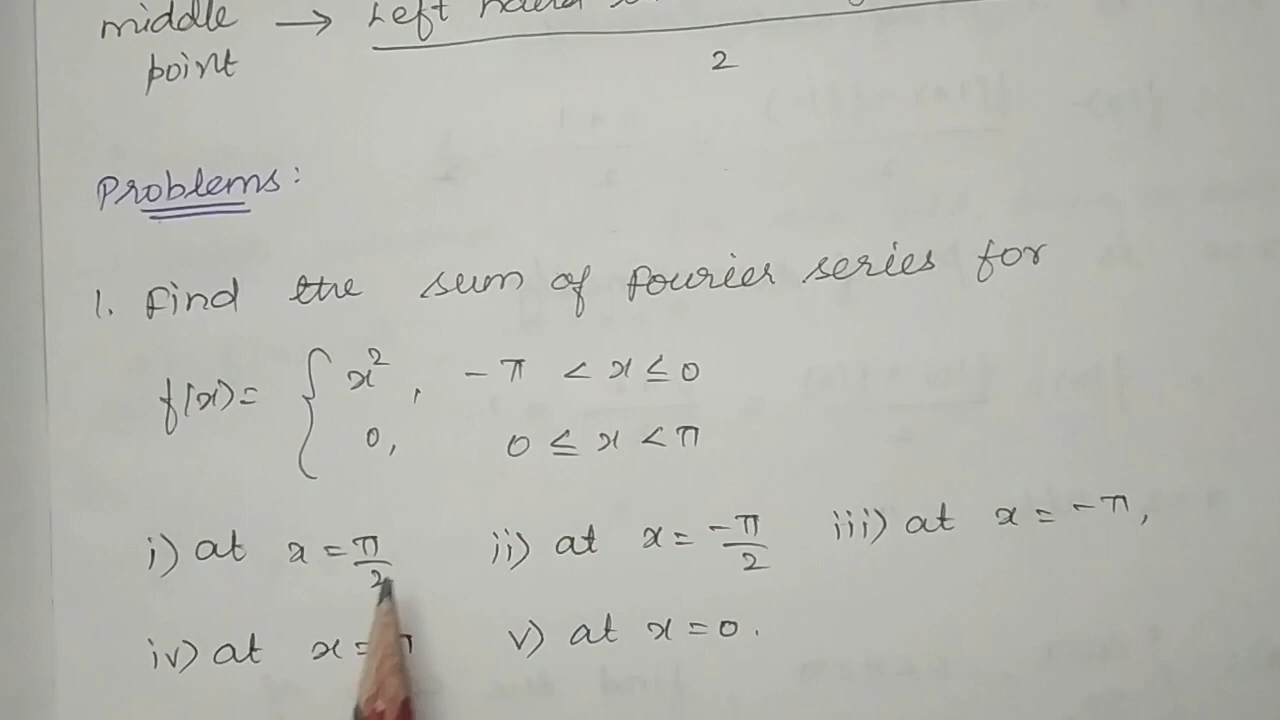 middle → Left
point 2
Problems:
1. Find the sum of Fourier series for
f(x)= { x², -π < x ≤ 0
0, 0 ≤ x < π
i) at x = π/2 ii) at x = -π/2 iii) at x = -π,
iv) at x = π v) at x = 0.